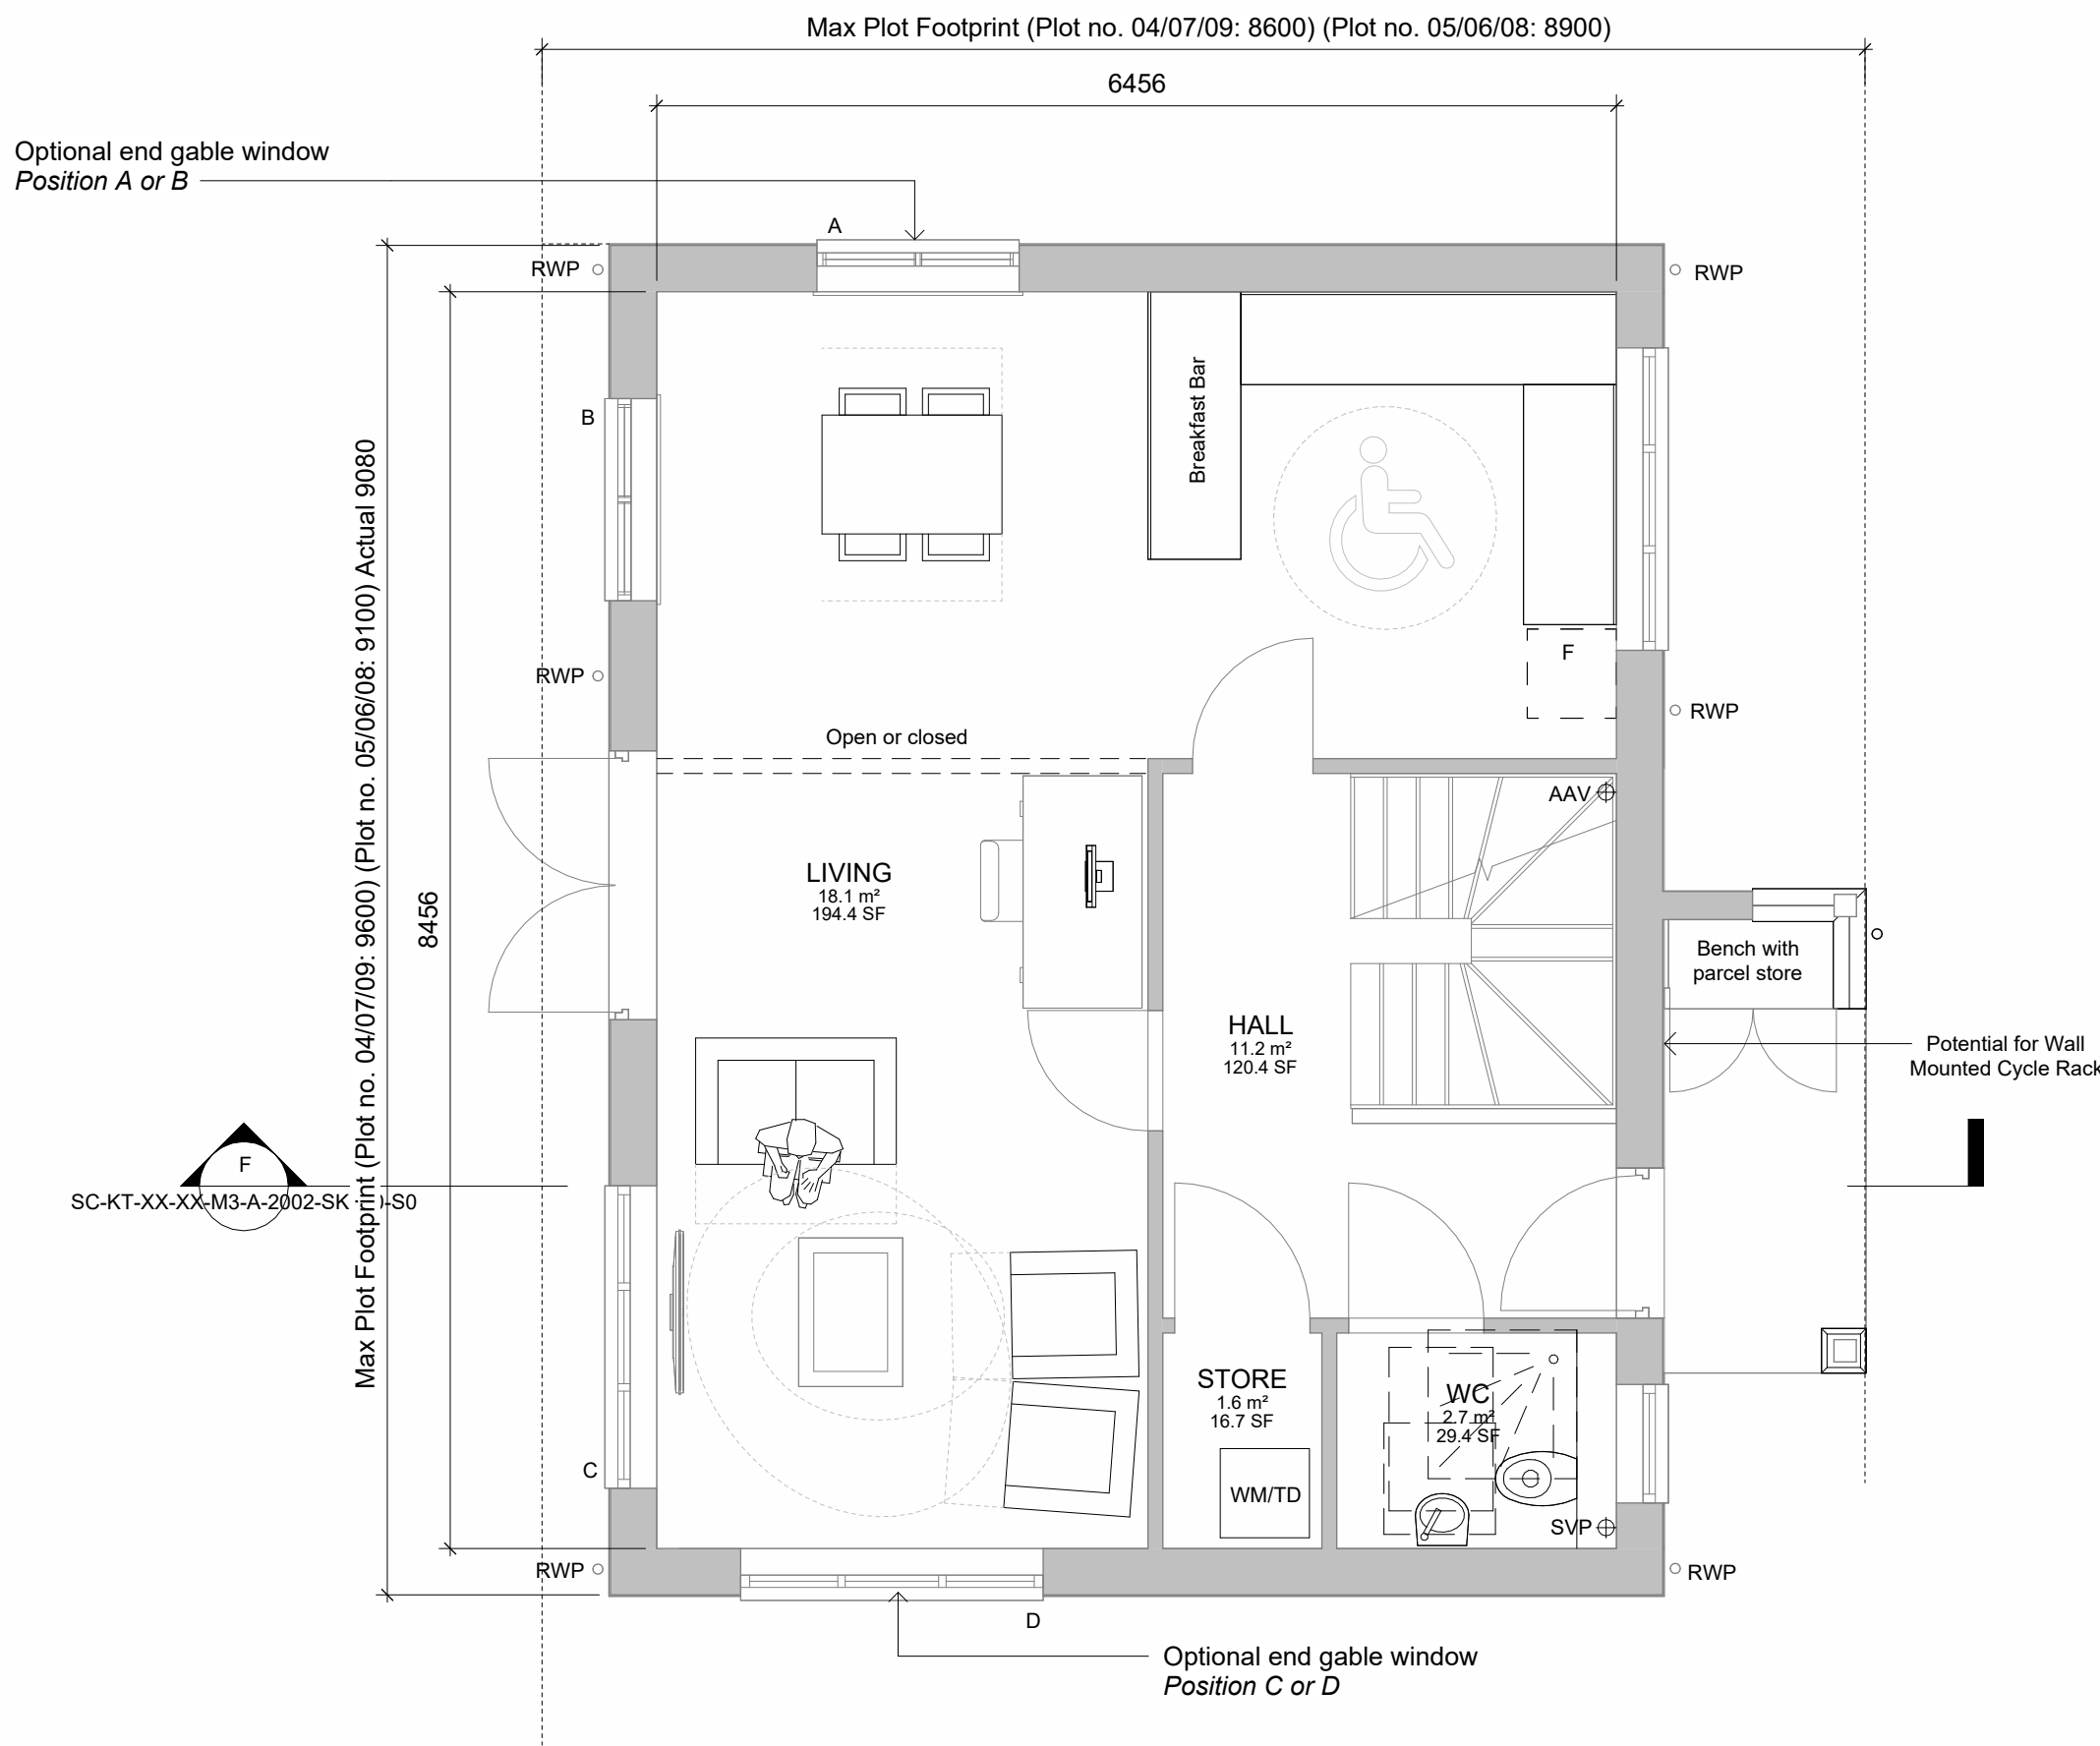 Max Plot Footprint (Plot no. 04/07/09: 8600) (Plot no. 05/06/08: 8900)
6456
Optional end gable window
Position A or B
A
RWP
RWP
B
Breakfast Bar
Max Plot Footprint (Plot no. 04/07/09: 9600) (Plot no. 05/06/08: 9100) Actual 9080
8456
RWP
F
RWP
Open or closed
AAV
LIVING
18.1 m²
194.4 SF
Bench with
parcel store
HALL
11.2 m²
120.4 SF
Potential for Wall
Mounted Cycle Rack
F
SC-KT-XX-XX-M3-A-2002-SK -S0
STORE
1.6 m²
16.7 SF
WC
2.7 m²
29.4 SF
C
WM/TD
SVP
RWP
RWP
D
Optional end gable window
Position C or D